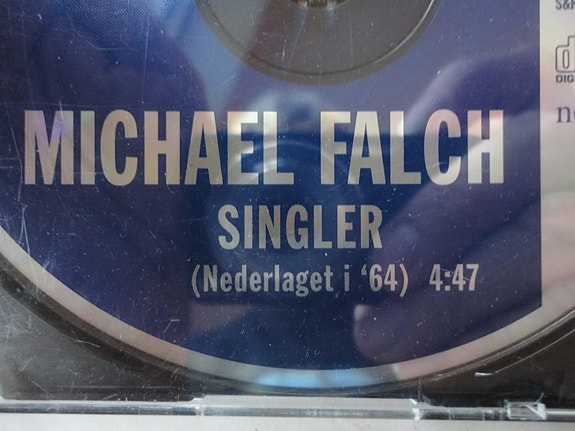 MICHAEL FALCH
SINGLER
(Nederlaget i '64) 4:47